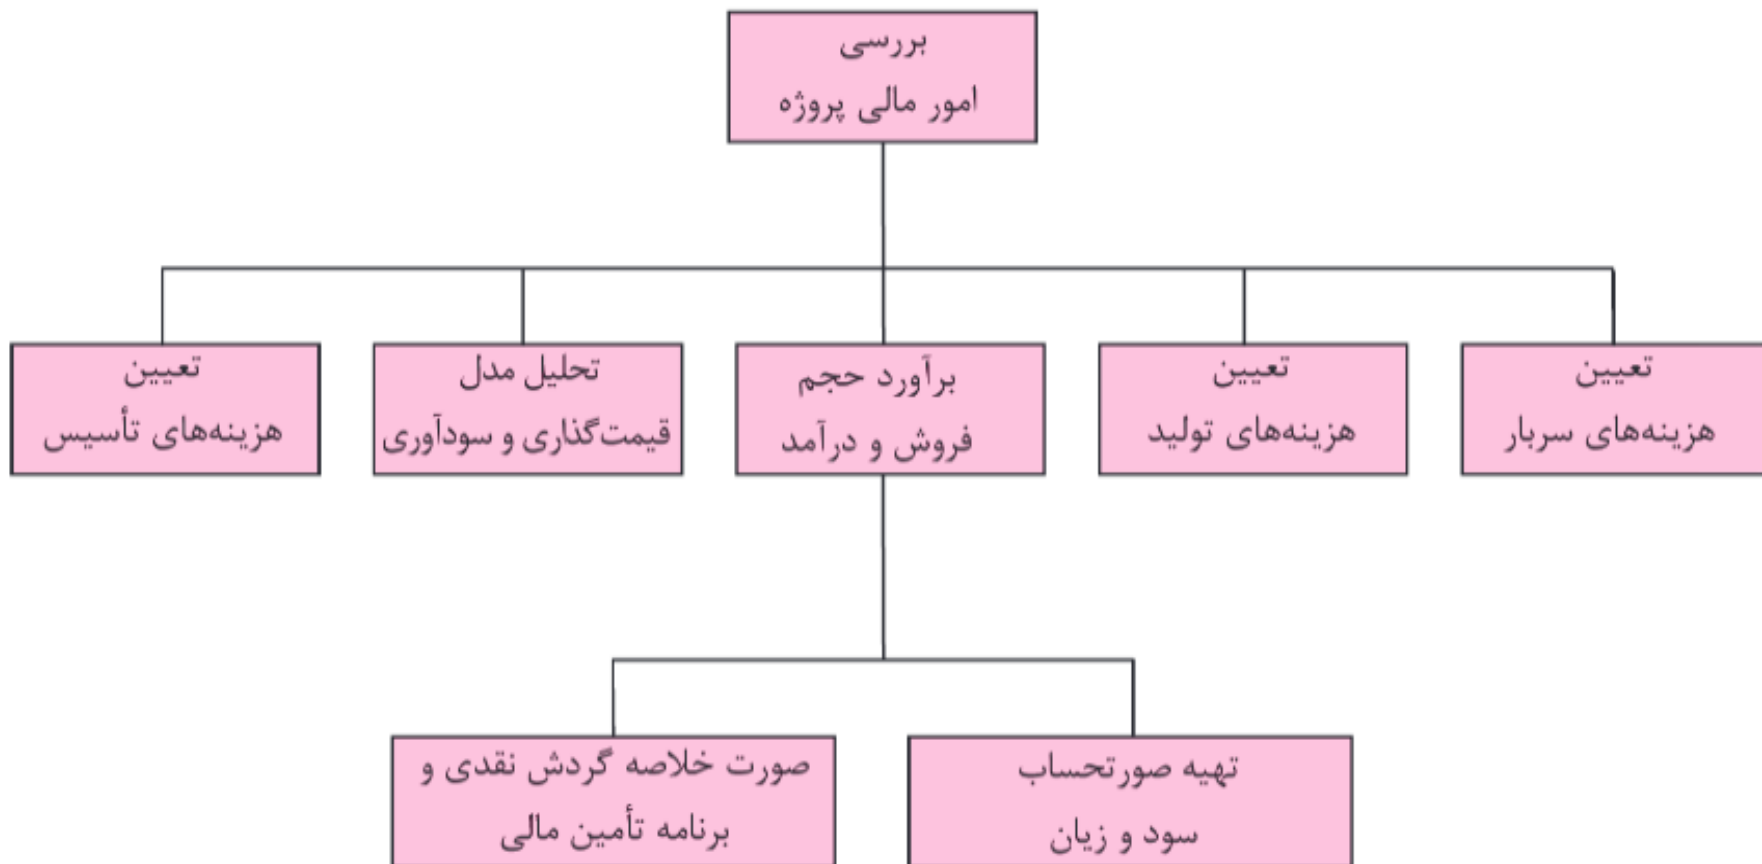 بررسی
امور مالی پروژه
تعیین
هزینه‌های سربار
تعیین
هزینه‌های تولید
برآورد حجم
فروش و درآمد
تحلیل مدل
قیمت‌گذاری و سودآوری
تعیین
هزینه‌های تأسیس
تهیه صورتحساب
سود و زیان
صورت خلاصه گردش نقدی و
برنامه تأمین مالی